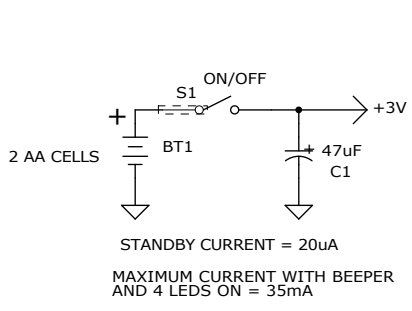 ON/OFF
S1
+
+3V
2 AA CELLS
BT1
+
47uF
C1
STANDBY CURRENT = 20uA
MAXIMUM CURRENT WITH BEEPER
AND 4 LEDS ON = 35mA